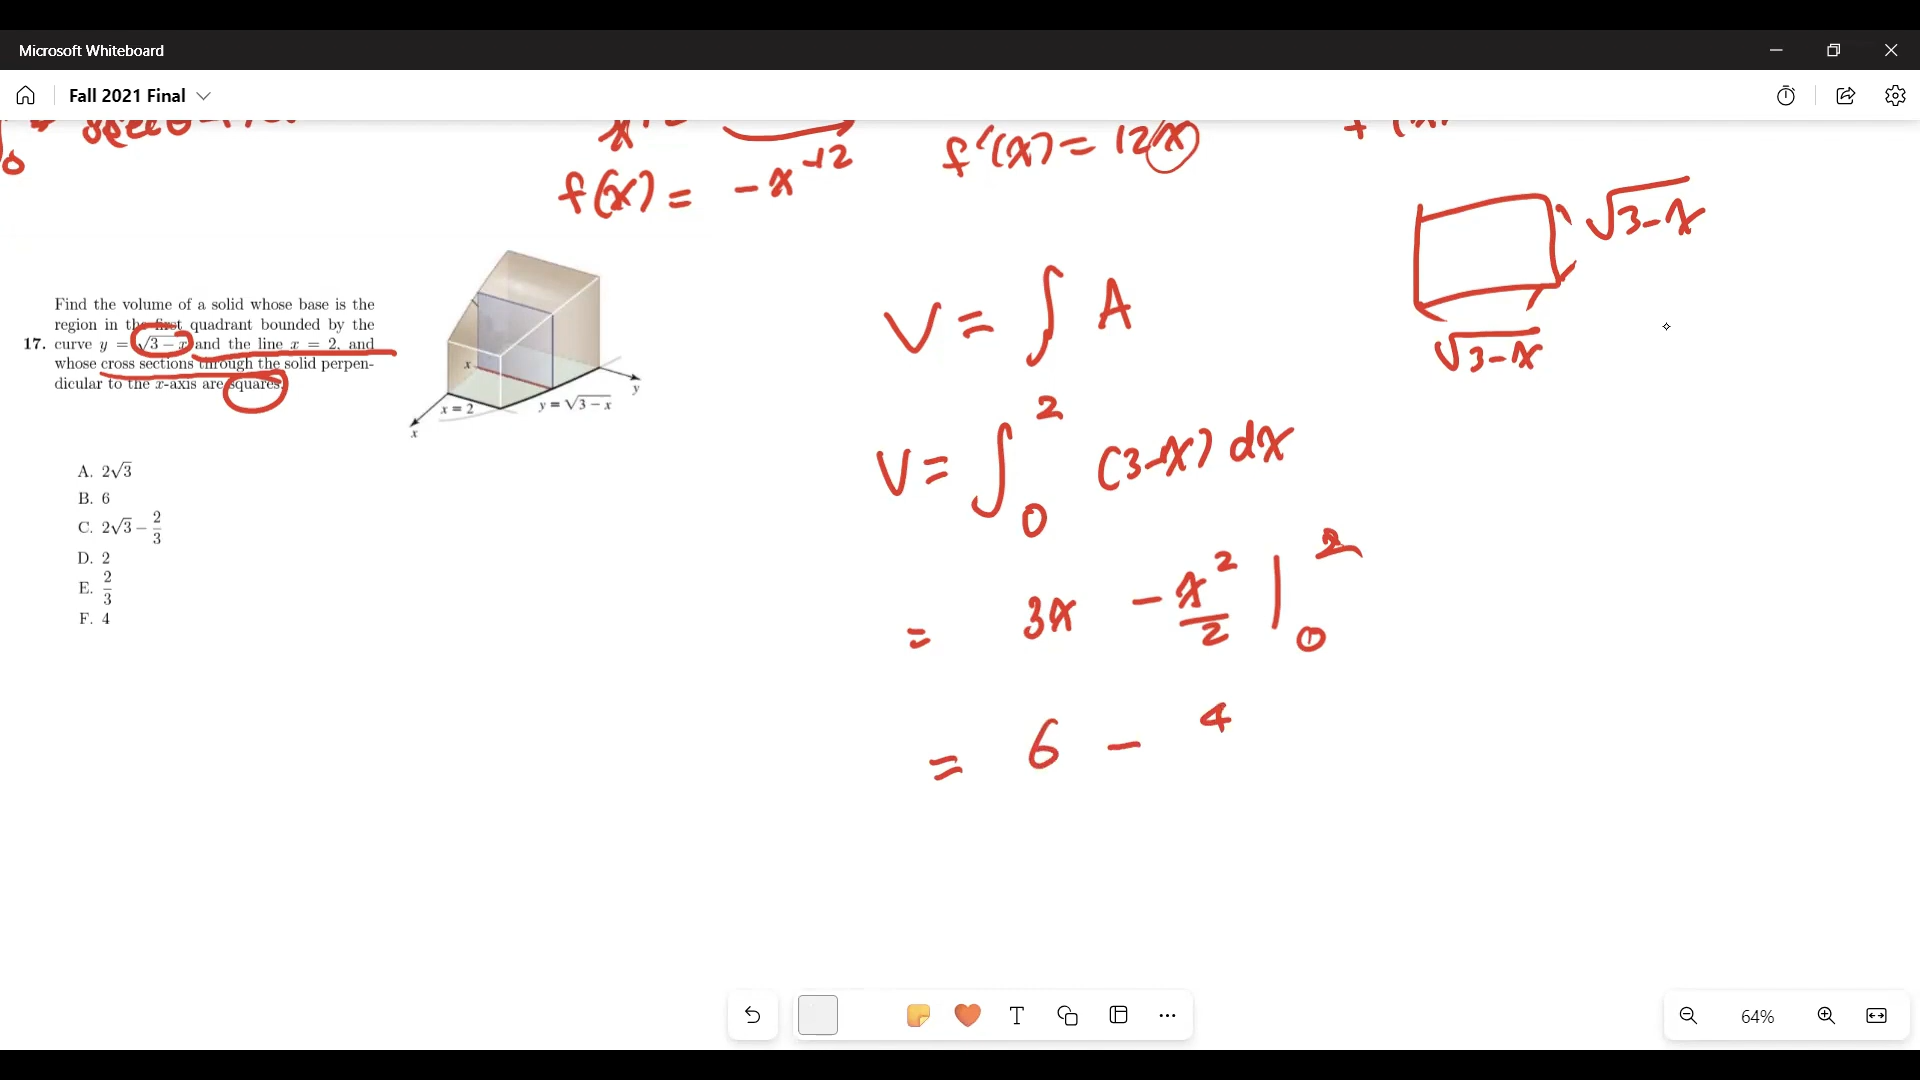 Microsoft Whiteboard
Fall 2021 Final
0
f(x) = -x^-12
f'(x) = 12x
Find the volume of a solid whose base is the
region in the first quadrant bounded by the
17. curve y = √3 − x and the line x = 2, and
whose cross sections through the solid perpen-
dicular to the x-axis are squares.
A. 2√3
B. 6
C. 2√3 − 2/3
D. 2
E. 2/3
F. 4
x
x = 2
y = √3 − x
y
x
V = ∫ A
V = ∫_0^2 (3-x) dx
= 3x - x^2/2 |_0^2
= 6 - 4
√3-x
√3-x
64%